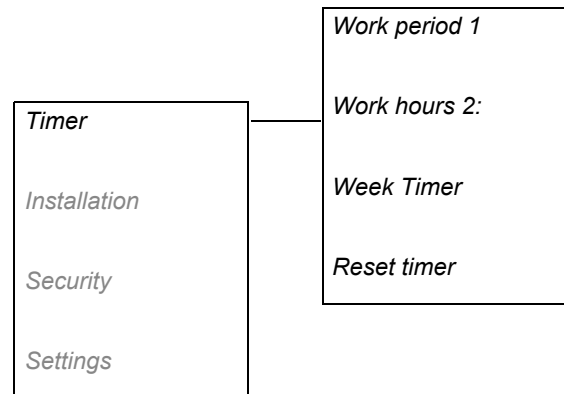 Timer
Installation
Security
Settings
Work period 1
Work hours 2:
Week Timer
Reset timer